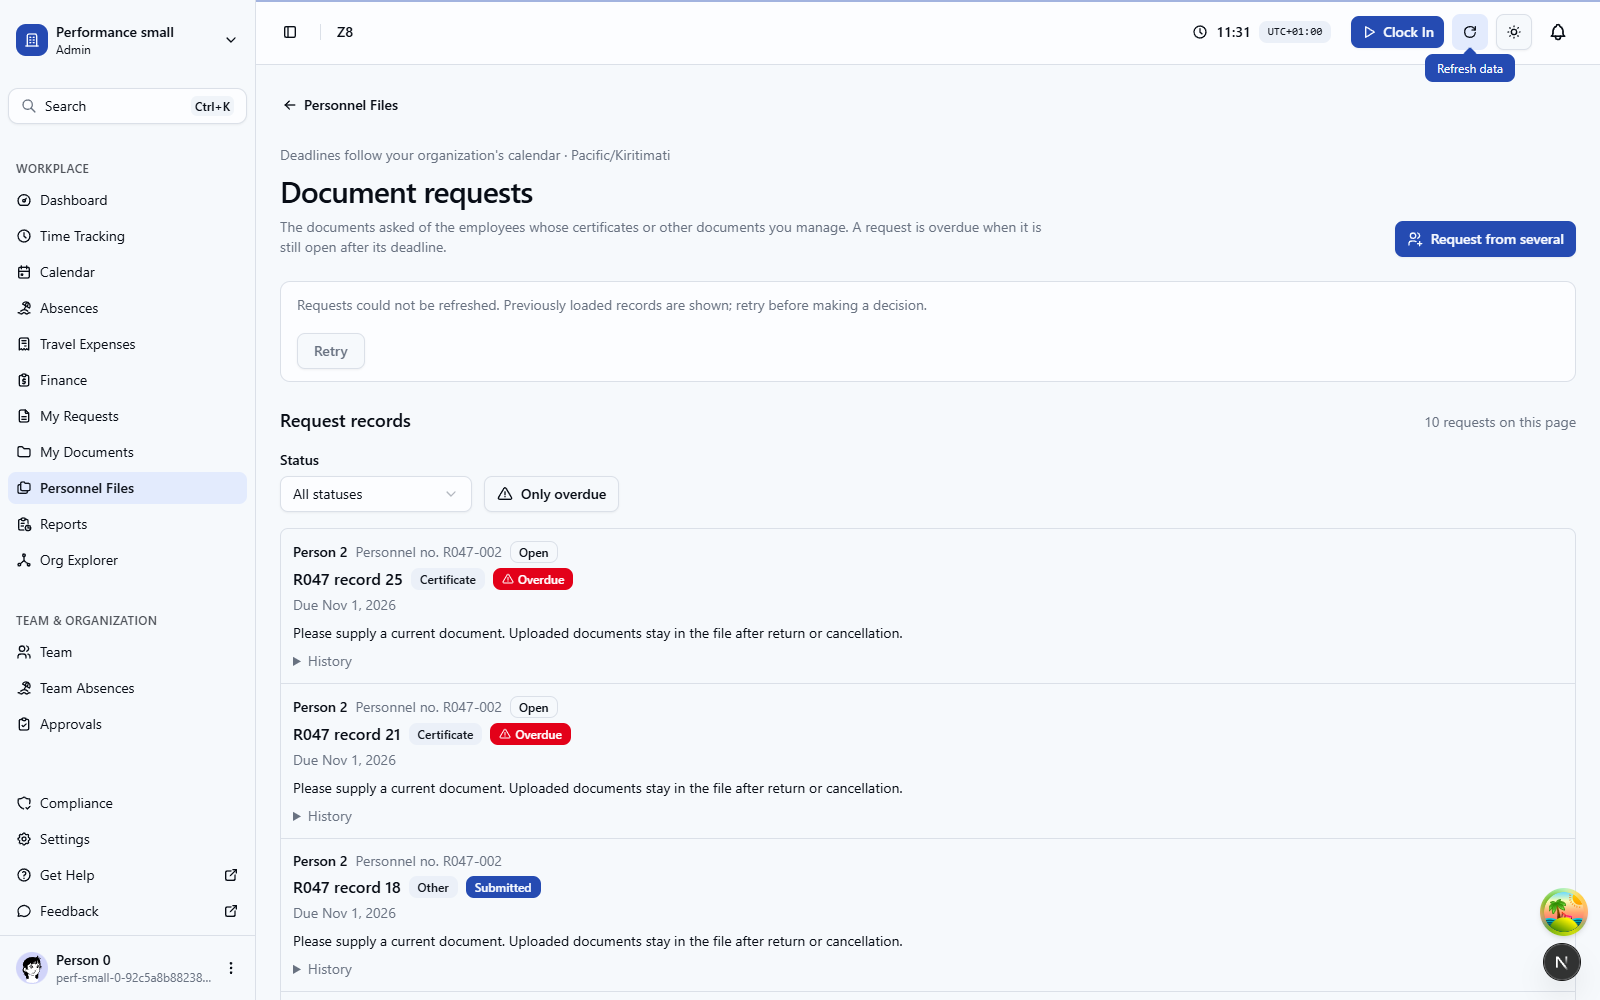 Performance small
Admin
Search
Ctrl+K
WORKPLACE
Dashboard
Time Tracking
Calendar
Absences
Travel Expenses
Finance
My Requests
My Documents
Personnel Files
Reports
Org Explorer
TEAM & ORGANIZATION
Team
Team Absences
Approvals
Compliance
Settings
Get Help
Feedback
Person 0
perf-small-0-92c5a8b88238...
Z8
11:31
UTC+01:00
Clock In
Refresh data
Personnel Files
Deadlines follow your organization's calendar · Pacific/Kiritimati
Document requests
The documents asked of the employees whose certificates or other documents you manage. A request is overdue when it is
still open after its deadline.
Request from several
Requests could not be refreshed. Previously loaded records are shown; retry before making a decision.
Retry
Request records
10 requests on this page
Status
All statuses
Only overdue
Person 2 Personnel no. R047-002 Open
R047 record 25 Certificate Overdue
Due Nov 1, 2026
Please supply a current document. Uploaded documents stay in the file after return or cancellation.
History
Person 2 Personnel no. R047-002 Open
R047 record 21 Certificate Overdue
Due Nov 1, 2026
Please supply a current document. Uploaded documents stay in the file after return or cancellation.
History
Person 2 Personnel no. R047-002
R047 record 18 Other Submitted
Due Nov 1, 2026
Please supply a current document. Uploaded documents stay in the file after return or cancellation.
History
N